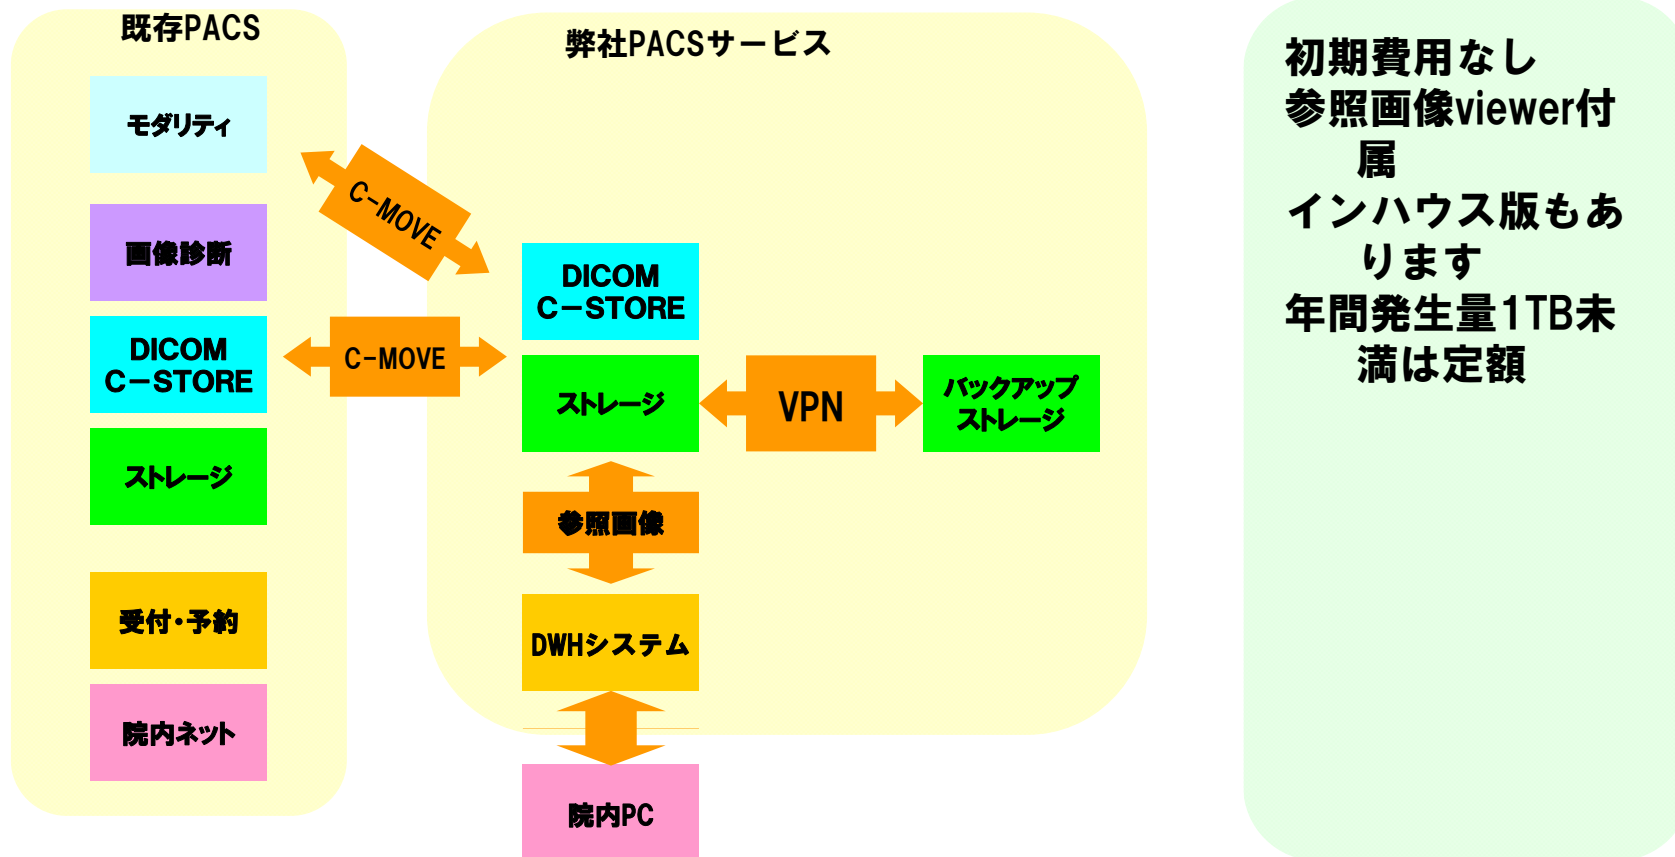 既存PACS
モダリティ
画像診断
DICOM
C－STORE
ストレージ
受付・予約
院内ネット
C-MOVE
C-MOVE
弊社PACSサービス
DICOM
C－STORE
ストレージ
VPN
バックアップ
ストレージ
参照画像
DWHシステム
院内PC
初期費用なし
参照画像viewer付
属
インハウス版もあ
ります
年間発生量1TB未
満は定額